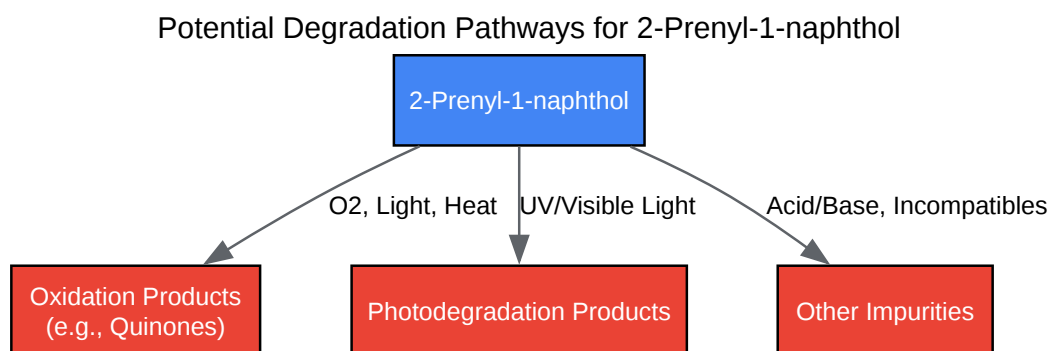 Potential Degradation Pathways for 2-Prenyl-1-naphthol
2-Prenyl-1-naphthol
O2, Light, Heat
UV/Visible Light
Acid/Base, Incompatibles
Oxidation Products
(e.g., Quinones)
Photodegradation Products
Other Impurities